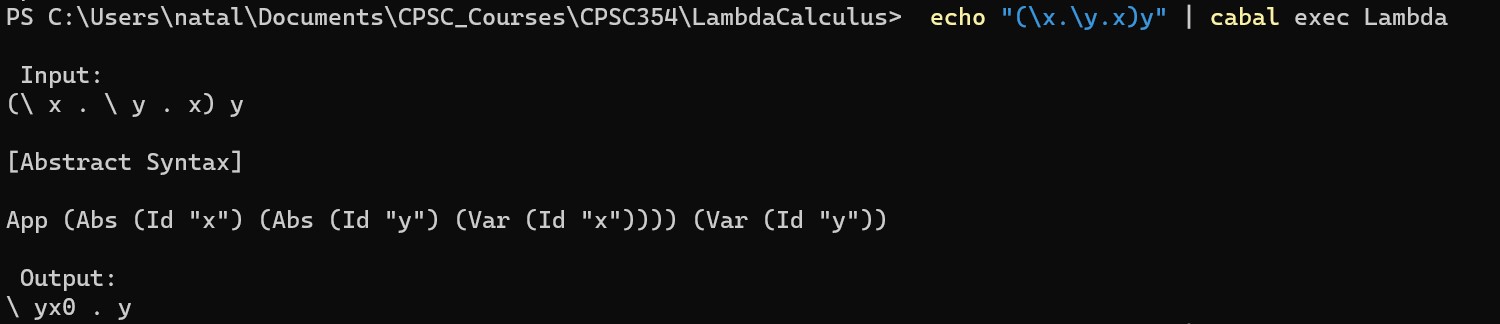 PS C:\Users\natal\Documents\CPSC_Courses\CPSC354\LambdaCalculus>  echo "(\x.\y.x)y" | cabal exec Lambda
Input:
(\ x . \ y . x) y
[Abstract Syntax]
App (Abs (Id "x") (Abs (Id "y") (Var (Id "x")))) (Var (Id "y"))
Output:
\ yx0 . y